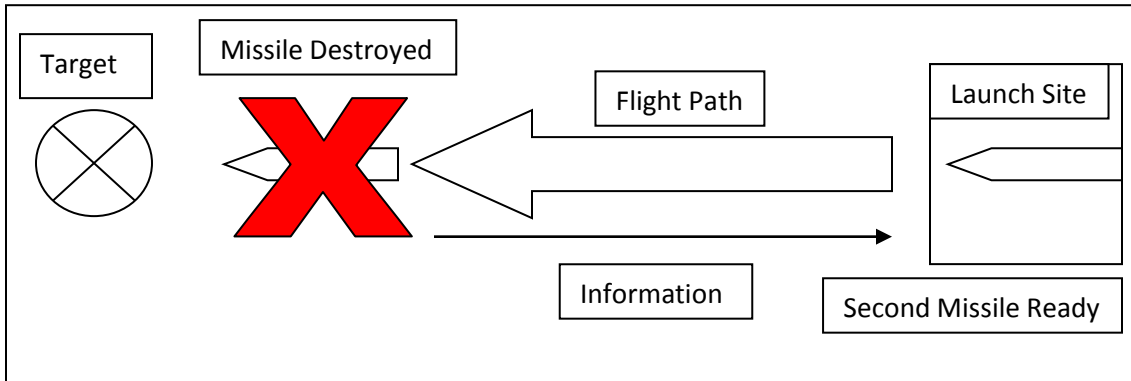 Target
Missile Destroyed
Flight Path
Launch Site
Information
Second Missile Ready